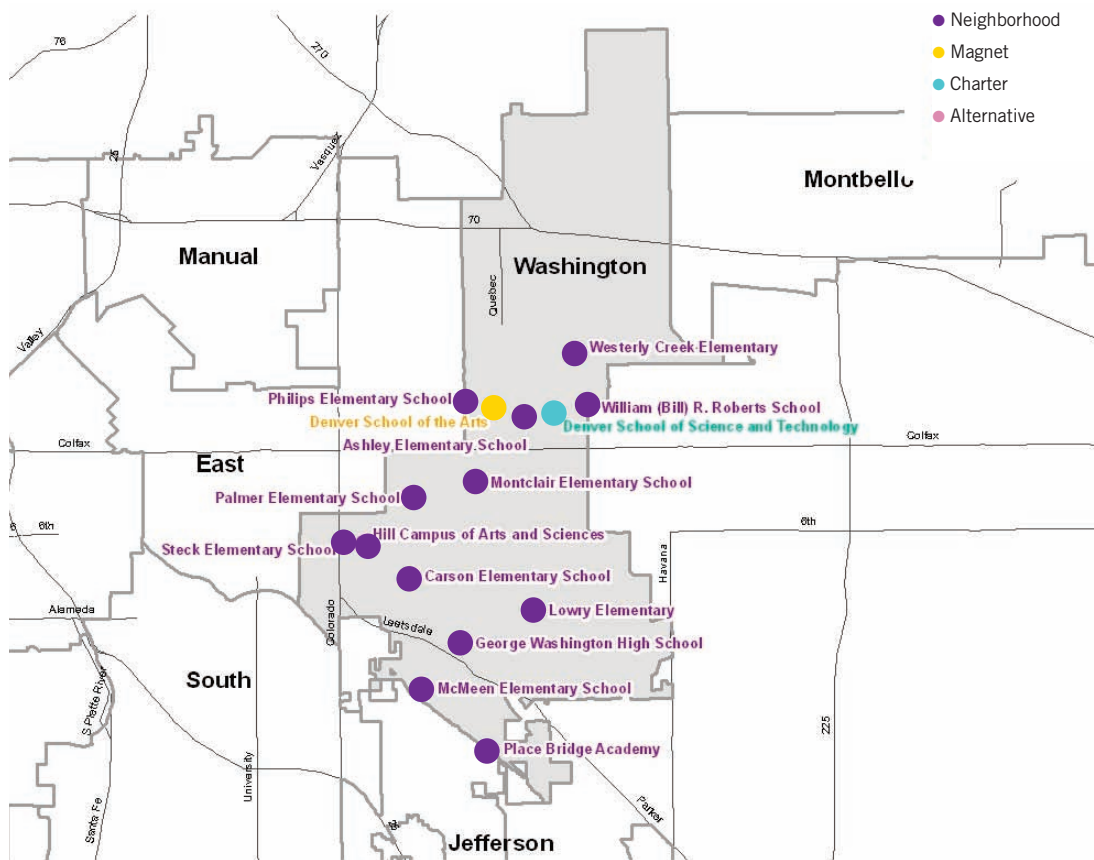 Neighborhood
Magnet
Charter
Alternative
76
270
25
Vasquez
Montbello
70
Manual
Washington
Quebec
Valley
Westerly Creek Elementary
Philips Elementary School
William (Bill) R. Roberts School
Denver School of the Arts
Denver School of Science and Technology
Colfax
Ashley Elementary School
Colfax
East
Montclair Elementary School
Palmer Elementary School
6
6th
6th
Hill Campus of Arts and Sciences
Steck Elementary School
Havana
Carson Elementary School
Alameda
Colorado
Leetsdale
Lowry Elementary
George Washington High School
South
McMeen Elementary School
S Platte River
225
University
Place Bridge Academy
Santa Fe
Parker
Jefferson